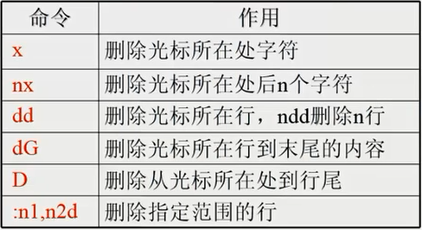 命令 作用
x 删除光标所在处字符
nx 删除光标所在处后n个字符
dd 删除光标所在行，ndd删除n行
dG 删除光标所在行到末尾的内容
D 删除从光标所在处到行尾
:n1,n2d 删除指定范围的行